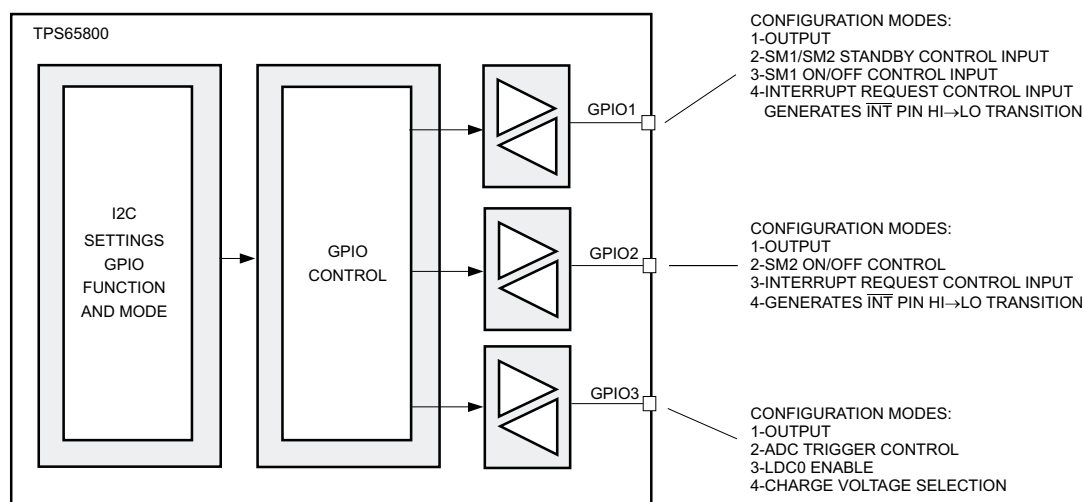 TPS65800
I2C
SETTINGS
GPIO
FUNCTION
AND MODE
GPIO
CONTROL
GPIO1
GPIO2
GPIO3
CONFIGURATION MODES:
1-OUTPUT
2-SM1/SM2 STANDBY CONTROL INPUT
3-SM1 ON/OFF CONTROL INPUT
4-INTERRUPT REQUEST CONTROL INPUT
GENERATES INT PIN HI→LO TRANSITION
CONFIGURATION MODES:
1-OUTPUT
2-SM2 ON/OFF CONTROL
3-INTERRUPT REQUEST CONTROL INPUT
4-GENERATES INT PIN HI→LO TRANSITION
CONFIGURATION MODES:
1-OUTPUT
2-ADC TRIGGER CONTROL
3-LDC0 ENABLE
4-CHARGE VOLTAGE SELECTION